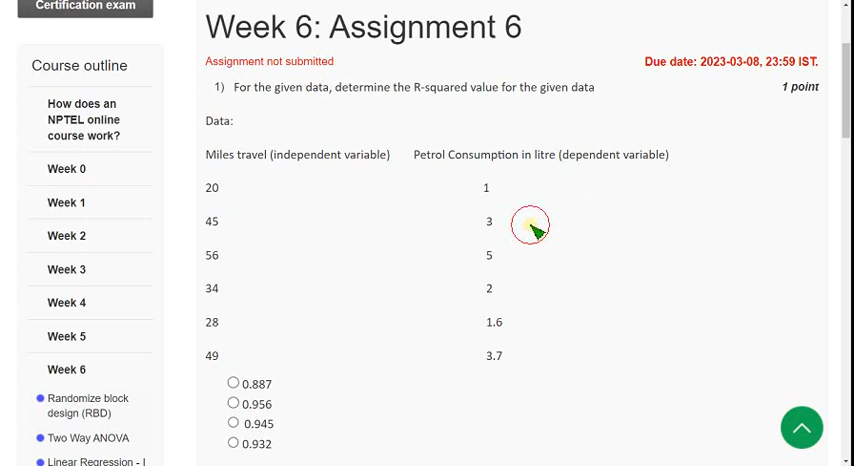 Certification exam
Course outline
How does an
NPTEL online
course work?
Week 0
Week 1
Week 2
Week 3
Week 4
Week 5
Week 6
Randomize block
design (RBD)
Two Way ANOVA
Linear Regression - I
Week 6: Assignment 6
Assignment not submitted Due date: 2023-03-08, 23:59 IST.
1) For the given data, determine the R-squared value for the given data 1 point
Data:
Miles travel (independent variable) Petrol Consumption in litre (dependent variable)
20 1
45 3
56 5
34 2
28 1.6
49 3.7
0.887
0.956
0.945
0.932